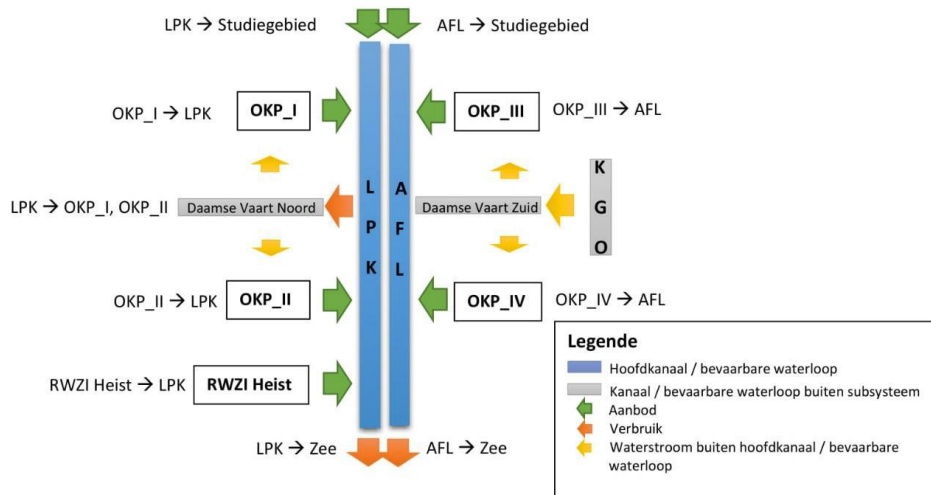 LPK → Studiegebied
AFL → Studiegebied
OKP_I → LPK
OKP_I
OKP_III
OKP_III → AFL
LPK → OKP_I, OKP_II
Daamse Vaart Noord
L
P
K
A
F
L
Daamse Vaart Zuid
K
G
O
OKP_II → LPK
OKP_II
OKP_IV
OKP_IV → AFL
RWZI Heist → LPK
RWZI Heist
LPK → Zee
AFL → Zee
Legende
Hoofdkanaal / bevaarbare waterloop
Kanaal / bevaarbare waterloop buiten subsysteem
Aanbod
Verbruik
Waterstroom buiten hoofdkanaal / bevaarbare
waterloop